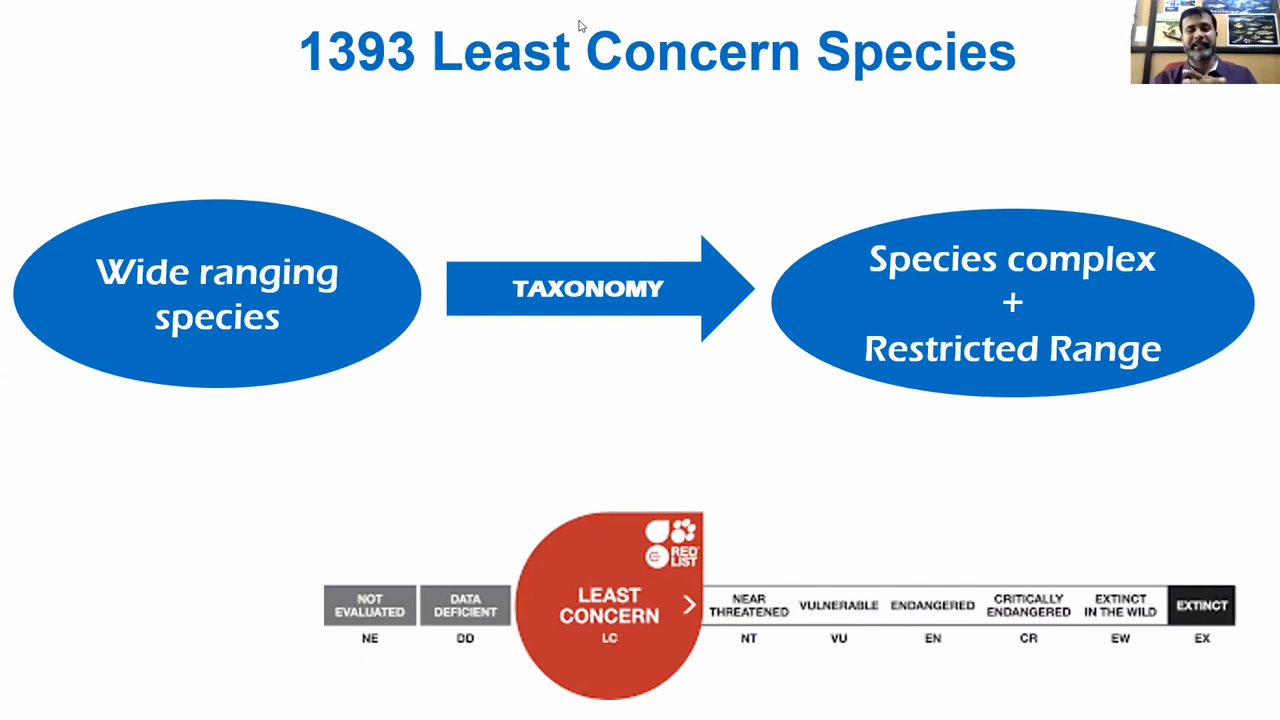 1393 Least Concern Species
Wide ranging
species
TAXONOMY
Species complex
+
Restricted Range
RED
LIST
NOT
EVALUATED
NE
DATA
DEFICIENT
DD
LEAST
CONCERN
LC
NEAR
THREATENED
NT
VULNERABLE
VU
ENDANGERED
EN
CRITICALLY
ENDANGERED
CR
EXTINCT
IN THE WILD
EW
EXTINCT
EX